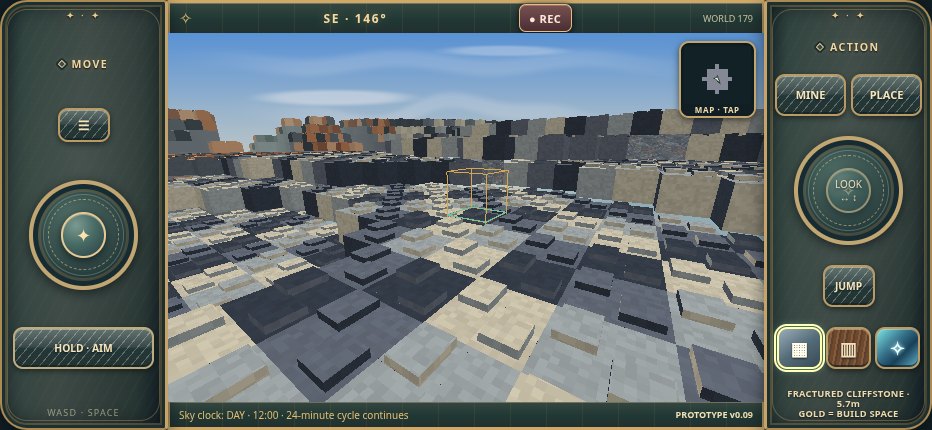 MOVE
HOLD · AIM
WASD · SPACE
SE · 146°
● REC
WORLD 179
MAP · TAP
Sky clock: DAY · 12:00 · 24-minute cycle continues
PROTOTYPE v0.09
ACTION
MINE
PLACE
LOOK
JUMP
FRACTURED CLIFFSTONE ·
5.7m
GOLD = BUILD SPACE